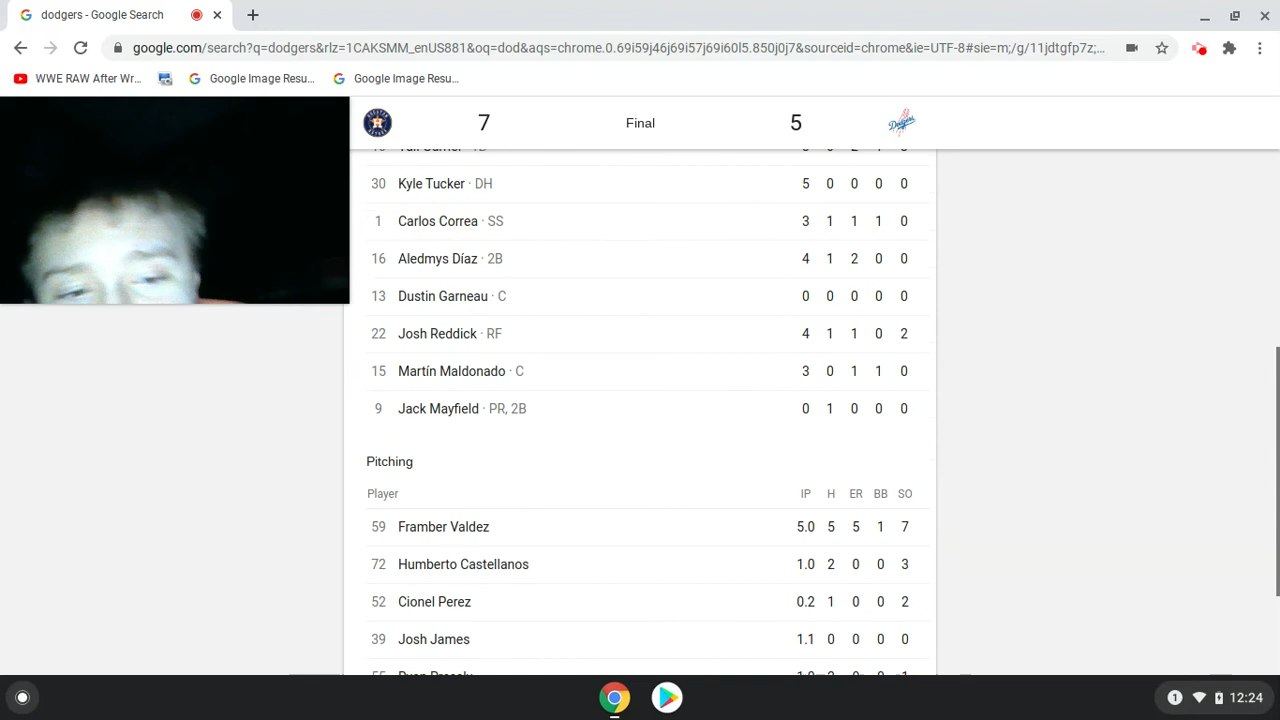 dodgers - Google Search
google.com/search?q=dodgers&rlz=1CAKSMM_enUS881&oq=dod&aqs=chrome.0.69i59j46j69i57j69i60l5.850j0j7&sourceid=chrome&ie=UTF-8#sie=m;/g/11jdtgfp7z;...
WWE RAW After Wr... Google Image Resu... Google Image Resu...
7 Final 5 Dodgers
30 Kyle Tucker · DH 5 0 0 0 0
1 Carlos Correa · SS 3 1 1 1 0
16 Aledmys Díaz · 2B 4 1 2 0 0
13 Dustin Garneau · C 0 0 0 0 0
22 Josh Reddick · RF 4 1 1 0 2
15 Martín Maldonado · C 3 0 1 1 0
9 Jack Mayfield · PR, 2B 0 1 0 0 0
Pitching
Player IP H ER BB SO
59 Framber Valdez 5.0 5 5 1 7
72 Humberto Castellanos 1.0 2 0 0 3
52 Cionel Perez 0.2 1 0 0 2
39 Josh James 1.1 0 0 0 0
1 12:24